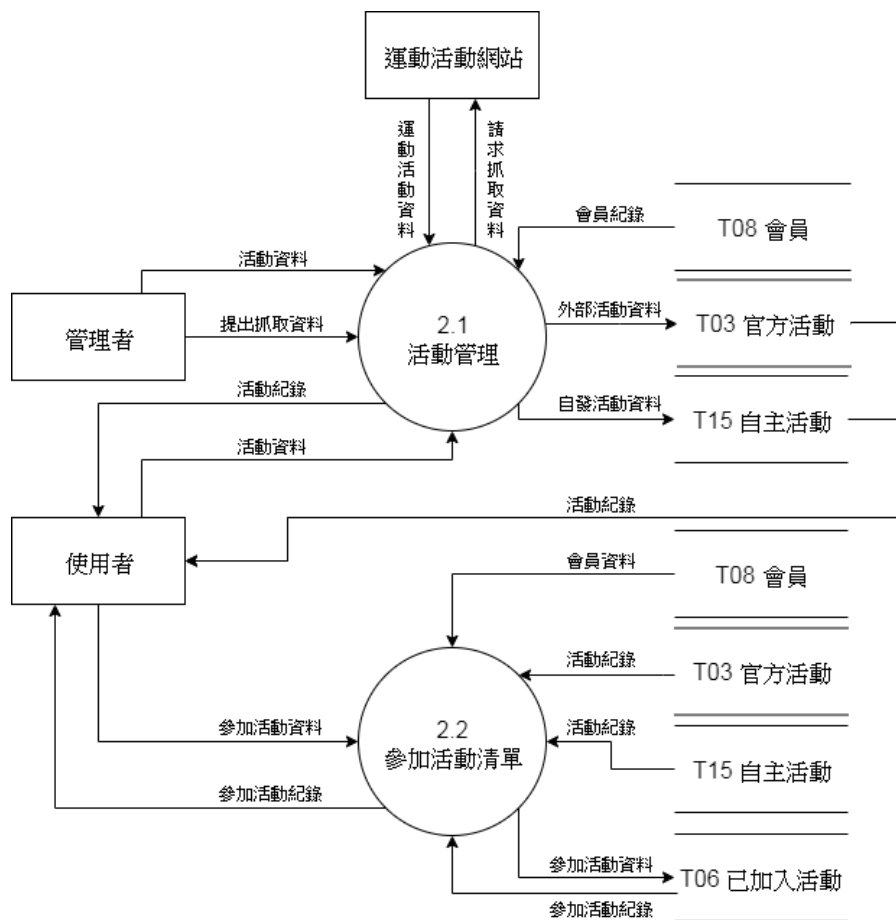 運動活動網站
運動活動資料
請求抓取資料
會員紀錄
T08 會員
活動資料
管理者
提出抓取資料
2.1
活動管理
外部活動資料
T03 官方活動
活動紀錄
自發活動資料
T15 自主活動
活動資料
活動紀錄
使用者
會員資料
T08 會員
活動紀錄
T03 官方活動
2.2
參加活動清單
參加活動資料
活動紀錄
T15 自主活動
參加活動紀錄
參加活動資料
T06 已加入活動
參加活動紀錄